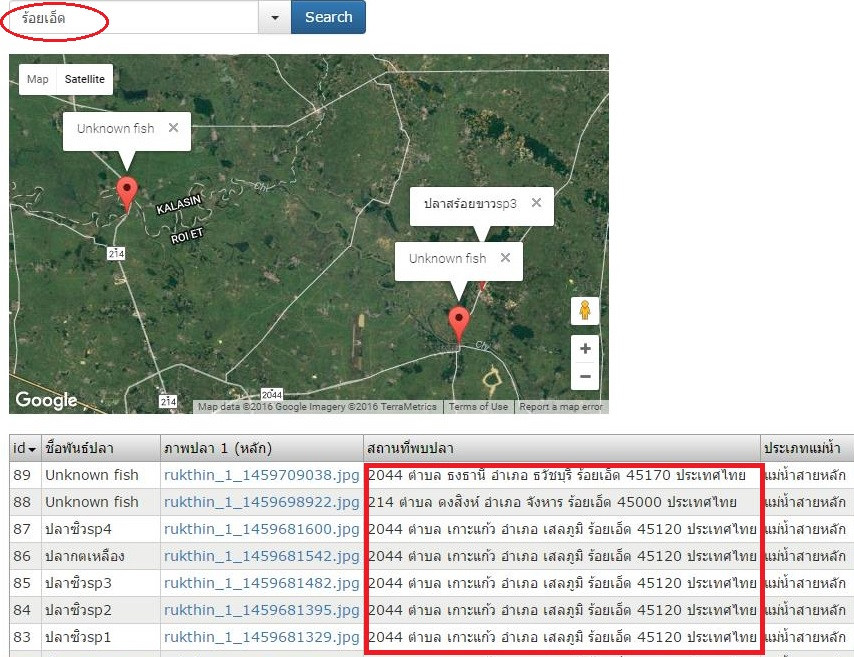 ร้อยเอ็ด Search
Map Satellite
Unknown fish
Chi
KALASIN
ROI ET
ปลาสร้อยขาวsp3
214
Unknown fish
Chi
214
2044
Google
Map data ©2016 Google Imagery ©2016 TerraMetrics Terms of Use Report a map error
id ชื่อพันธ์ปลา ภาพปลา 1 (หลัก) สถานที่พบปลา ประเภทแม่น้ำ
89 Unknown fish rukthin_1_1459709038.jpg 2044 ตำบล ธงธานี อำเภอ ธวัชบุรี ร้อยเอ็ด 45170 ประเทศไทย แม่น้ำสายหลัก
88 Unknown fish rukthin_1_1459698922.jpg 214 ตำบล ดงสิงห์ อำเภอ จังหาร ร้อยเอ็ด 45000 ประเทศไทย แม่น้ำสายหลัก
87 ปลาซิวsp4 rukthin_1_1459681600.jpg 2044 ตำบล เกาะแก้ว อำเภอ เสลภูมิ ร้อยเอ็ด 45120 ประเทศไทย แม่น้ำสายหลัก
86 ปลากดเหลือง rukthin_1_1459681542.jpg 2044 ตำบล เกาะแก้ว อำเภอ เสลภูมิ ร้อยเอ็ด 45120 ประเทศไทย แม่น้ำสายหลัก
85 ปลาซิวsp3 rukthin_1_1459681482.jpg 2044 ตำบล เกาะแก้ว อำเภอ เสลภูมิ ร้อยเอ็ด 45120 ประเทศไทย แม่น้ำสายหลัก
84 ปลาซิวsp2 rukthin_1_1459681395.jpg 2044 ตำบล เกาะแก้ว อำเภอ เสลภูมิ ร้อยเอ็ด 45120 ประเทศไทย แม่น้ำสายหลัก
83 ปลาซิวsp1 rukthin_1_1459681329.jpg 2044 ตำบล เกาะแก้ว อำเภอ เสลภูมิ ร้อยเอ็ด 45120 ประเทศไทย แม่น้ำสายหลัก